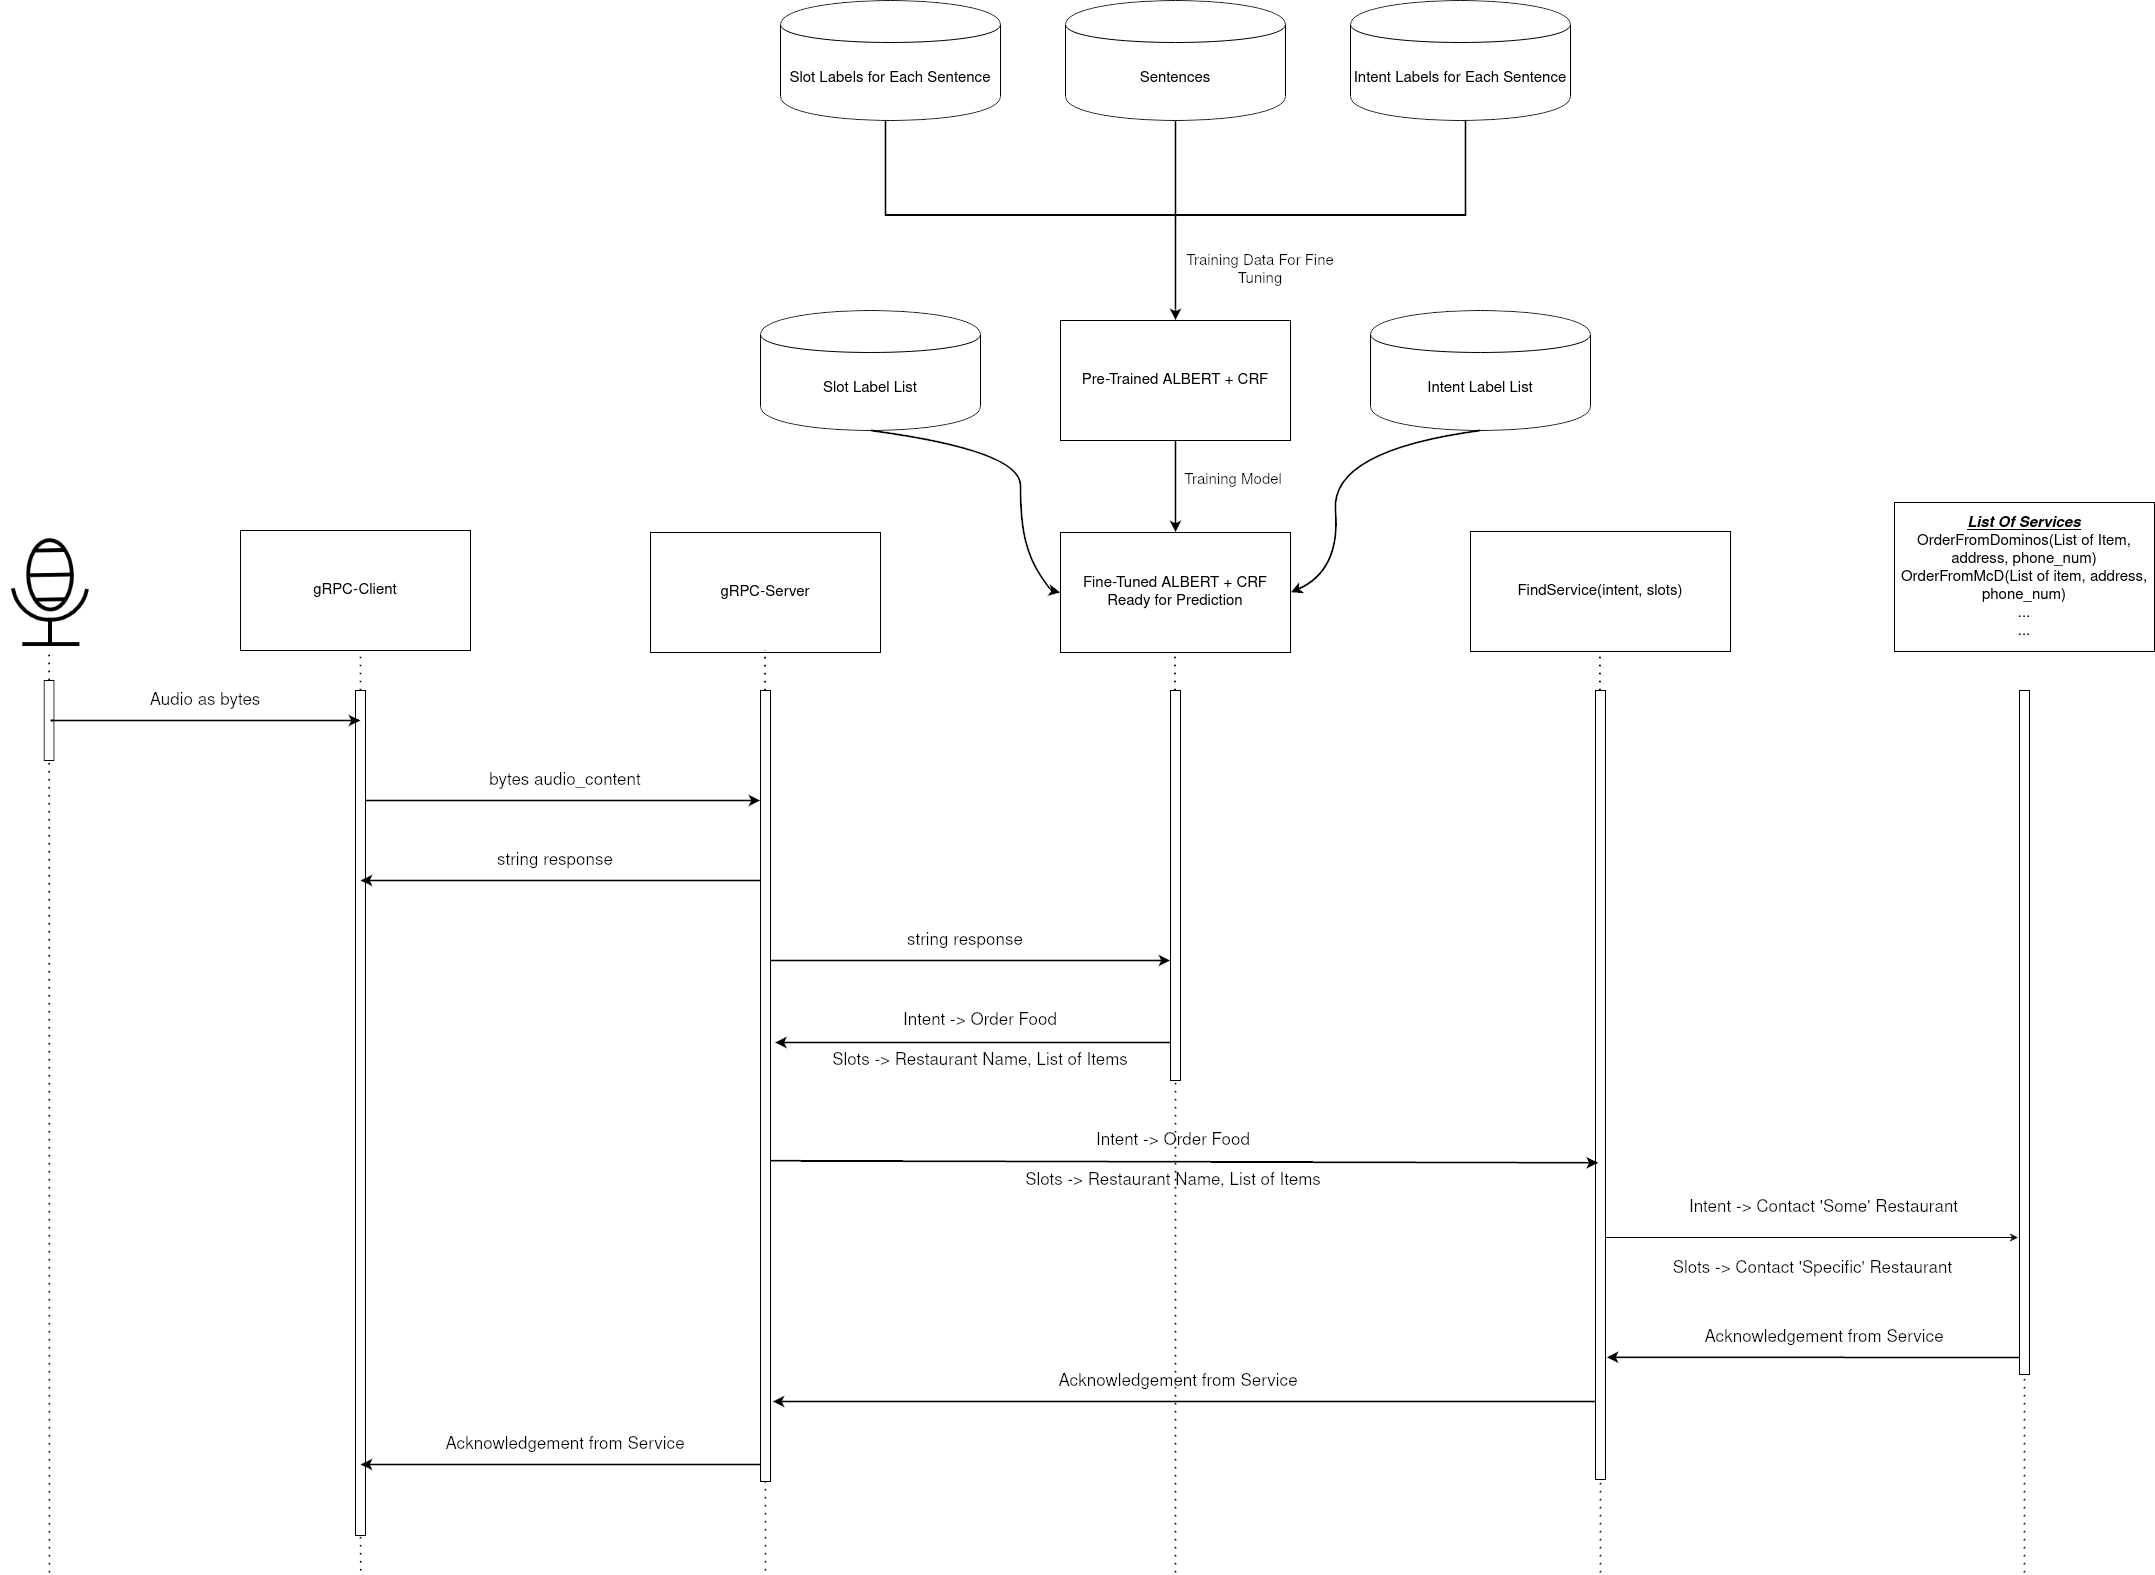 Slot Labels for Each Sentence
Sentences
Intent Labels for Each Sentence
Training Data For Fine
Tuning
Slot Label List
Pre-Trained ALBERT + CRF
Intent Label List
Training Model
gRPC-Client
gRPC-Server
Fine-Tuned ALBERT + CRF
Ready for Prediction
FindService(intent, slots)
List Of Services
OrderFromDominos(List of Item,
address, phone_num)
OrderFromMcD(List of item, address,
phone_num)
...
...
Audio as bytes
bytes audio_content
string response
string response
Intent -> Order Food
Slots -> Restaurant Name, List of Items
Intent -> Order Food
Slots -> Restaurant Name, List of Items
Intent -> Contact 'Some' Restaurant
Slots -> Contact 'Specific' Restaurant
Acknowledgement from Service
Acknowledgement from Service
Acknowledgement from Service